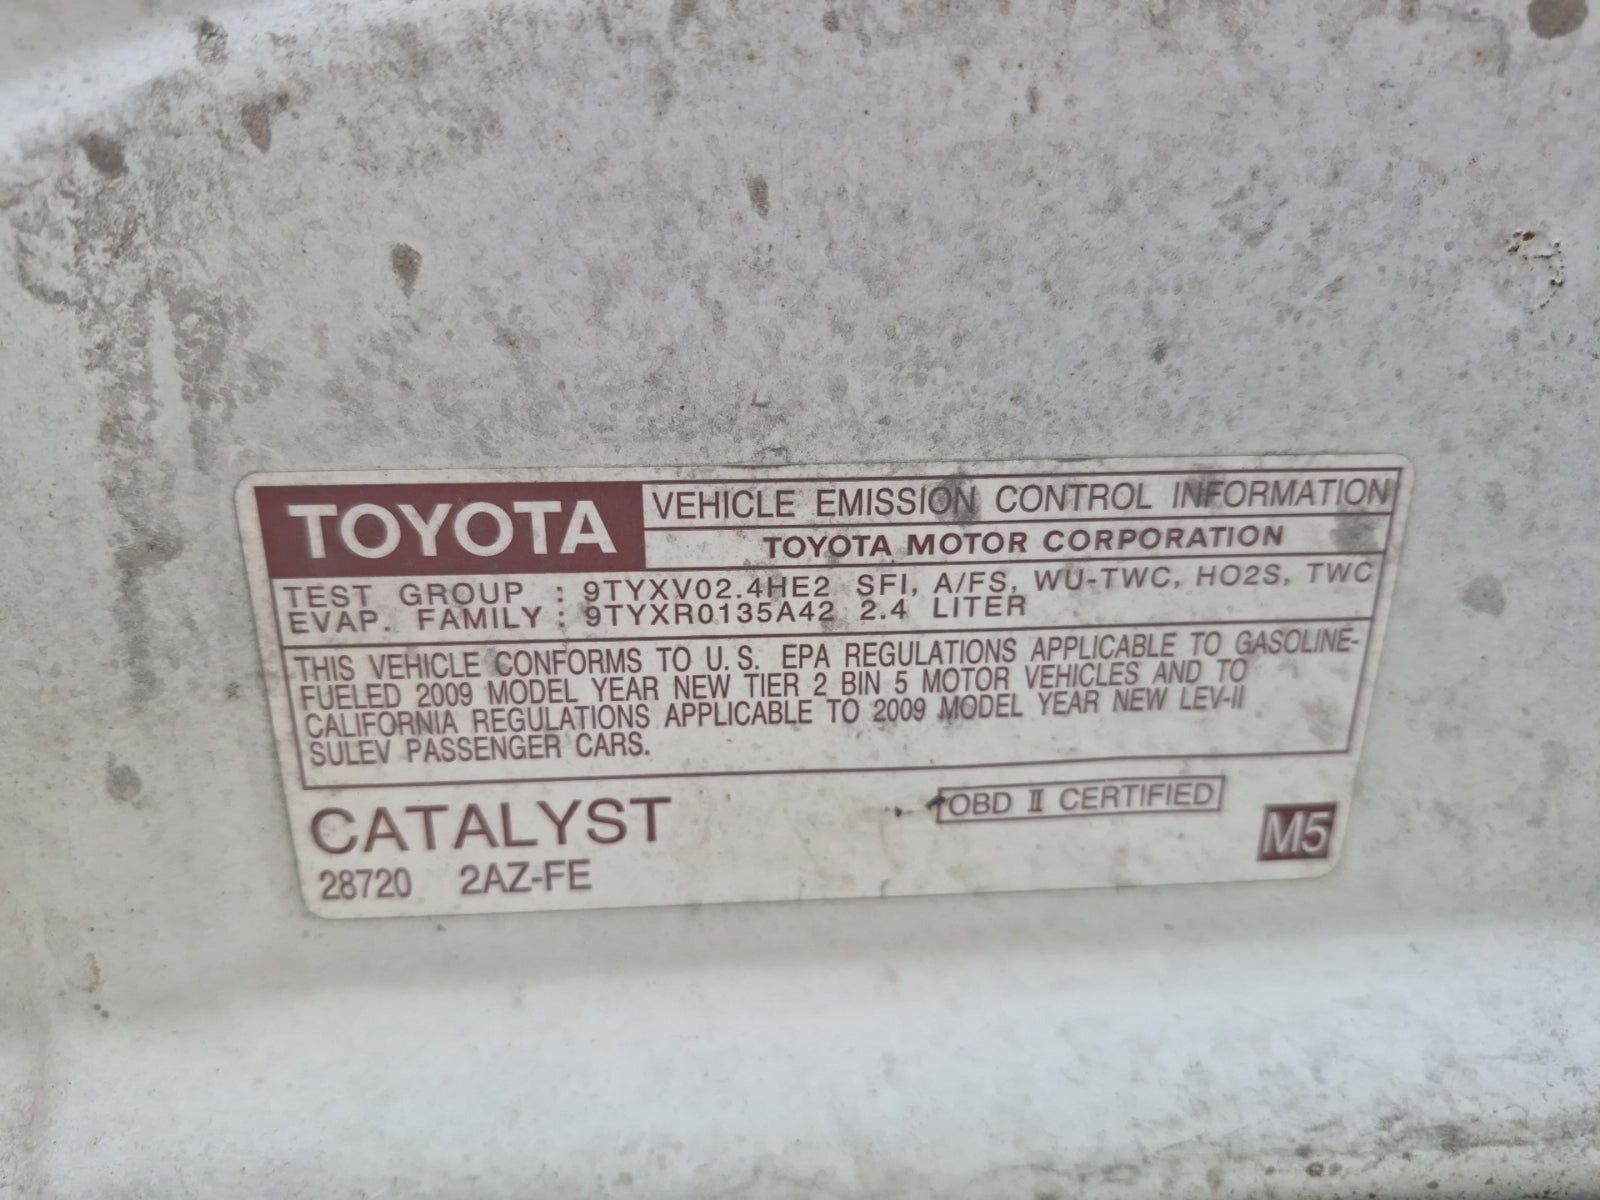 TOYOTA VEHICLE EMISSION CONTROL INFORMATION
TOYOTA MOTOR CORPORATION
TEST GROUP : 9TYXV02.4HE2 SFI, A/FS, WU-TWC, HO2S, TWC
EVAP. FAMILY : 9TYXR0135A42 2.4 LITER
THIS VEHICLE CONFORMS TO U.S. EPA REGULATIONS APPLICABLE TO GASOLINE-
FUELED 2009 MODEL YEAR NEW TIER 2 BIN 5 MOTOR VEHICLES AND TO
CALIFORNIA REGULATIONS APPLICABLE TO 2009 MODEL YEAR NEW LEV-II
SULEV PASSENGER CARS.
OBD II CERTIFIED
CATALYST
M5
28720 2AZ-FE